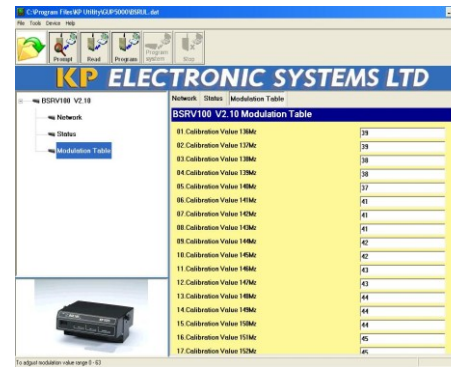 C:\Program Files\KP Utility\GUP5000\BSRUL.dat
File Tools Device Help
Prompt Read Program Program system Stop
KP ELECTRONIC SYSTEMS LTD
BSRV100 V2.10
Network
Status
Modulation Table
Network Status Modulation Table
BSRV100 V2.10 Modulation Table
01.Calibration Value 136Mz 39
02.Calibration Value 137Mz 39
03.Calibration Value 138Mz 38
04.Calibration Value 139Mz 38
05.Calibration Value 140Mz 37
06.Calibration Value 141Mz 41
07.Calibration Value 142Mz 41
08.Calibration Value 143Mz 41
09.Calibration Value 144Mz 42
10.Calibration Value 145Mz 42
11.Calibration Value 146Mz 43
12.Calibration Value 147Mz 43
13.Calibration Value 148Mz 44
14.Calibration Value 149Mz 44
15.Calibration Value 150Mz 44
16.Calibration Value 151Mz 45
17.Calibration Value 152Mz 45
To adjust modulation value range 0 - 63